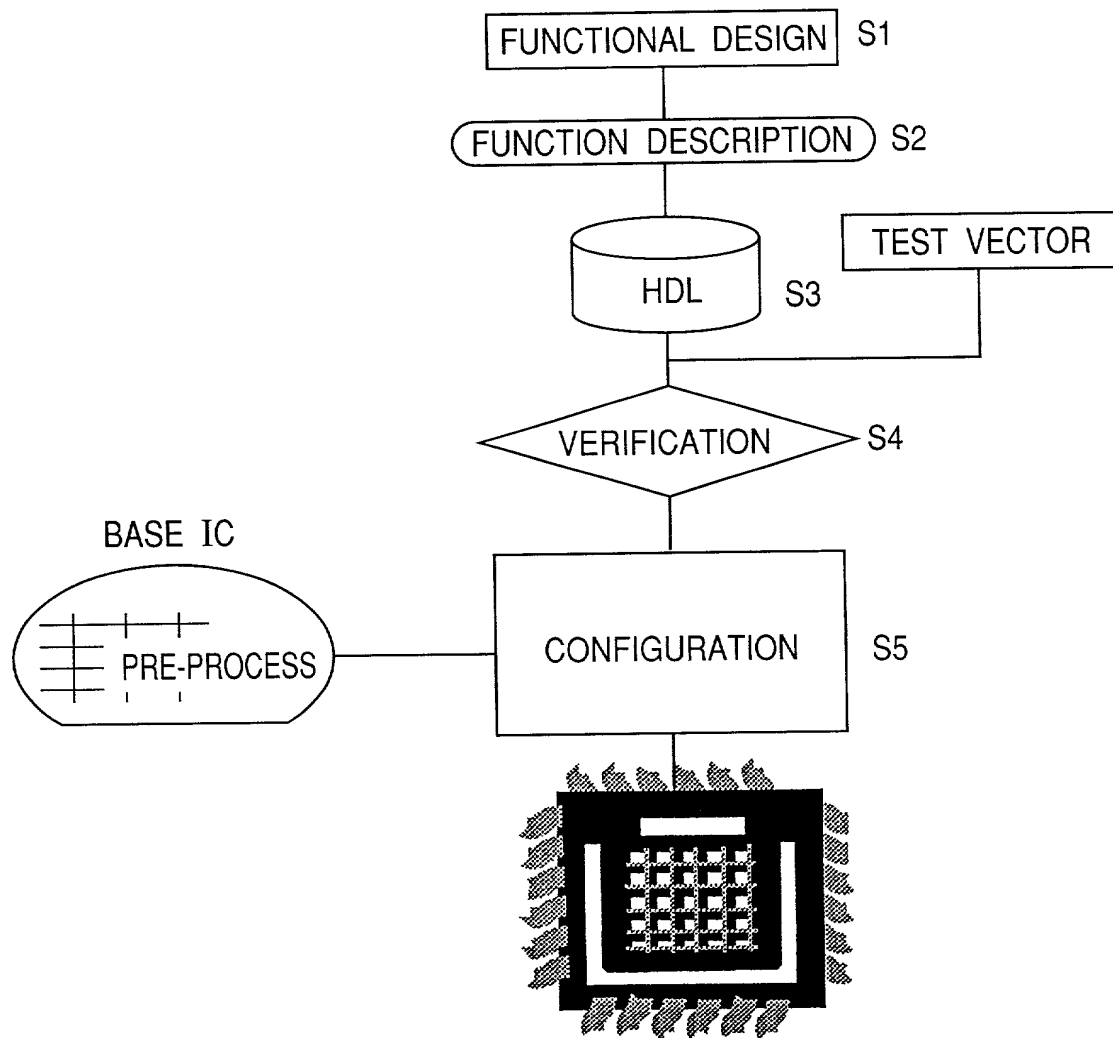 FUNCTIONAL DESIGN S1
FUNCTION DESCRIPTION S2
TEST VECTOR
HDL S3
VERIFICATION S4
BASE IC
PRE-PROCESS
CONFIGURATION S5